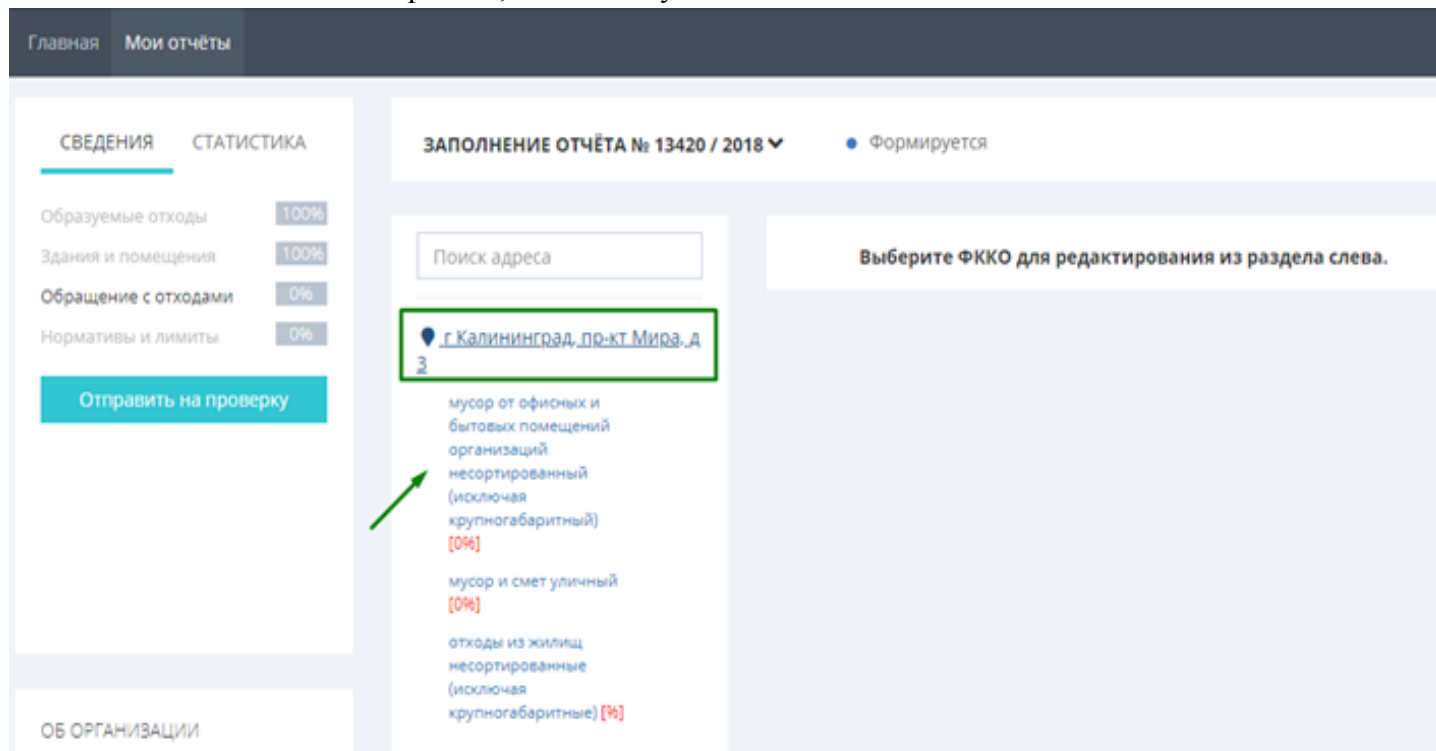 Главная Мои отчёты
СВЕДЕНИЯ СТАТИСТИКА
Образуемые отходы 100%
Здания и помещения 100%
Обращение с отходами 0%
Нормативы и лимиты 0%
Отправить на проверку
ОБ ОРГАНИЗАЦИИ
ЗАПОЛНЕНИЕ ОТЧЁТА № 13420 / 2018 Формируется
Поиск адреса
г Калининград, пр-кт Мира, д
3
мусор от офисных и
бытовых помещений
организаций
несортированный
(исключая
крупногабаритный)
[0%]
мусор и смет уличный
[0%]
отходы из жилищ
несортированные
(исключая
крупногабаритные) [%]
Выберите ФККО для редактирования из раздела слева.